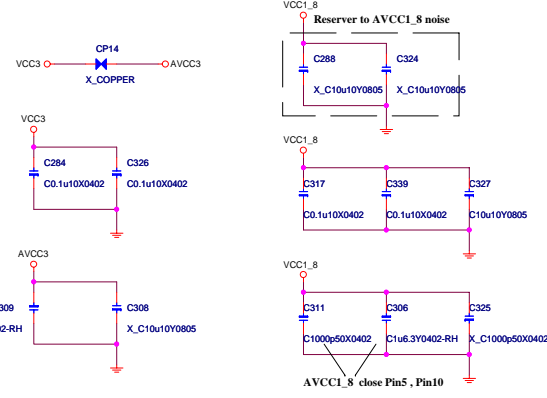 VCC1_8
Reserver to AVCC1_8 noise
CP14
VCC3
AVCC3
X_COPPER
C288
C324
X_C10u10Y0805
X_C10u10Y0805
VCC3
C284
C326
C0.1u10X0402
C0.1u10X0402
VCC1_8
C317
C339
C327
C0.1u10X0402
C0.1u10X0402
C10u10Y0805
AVCC3
309
C308
02-RH
X_C10u10Y0805
VCC1_8
C311
C306
C325
C1000p50X0402
C1u6.3Y0402-RH
X_C1000p50X0402
AVCC1_8 close Pin5 , Pin10